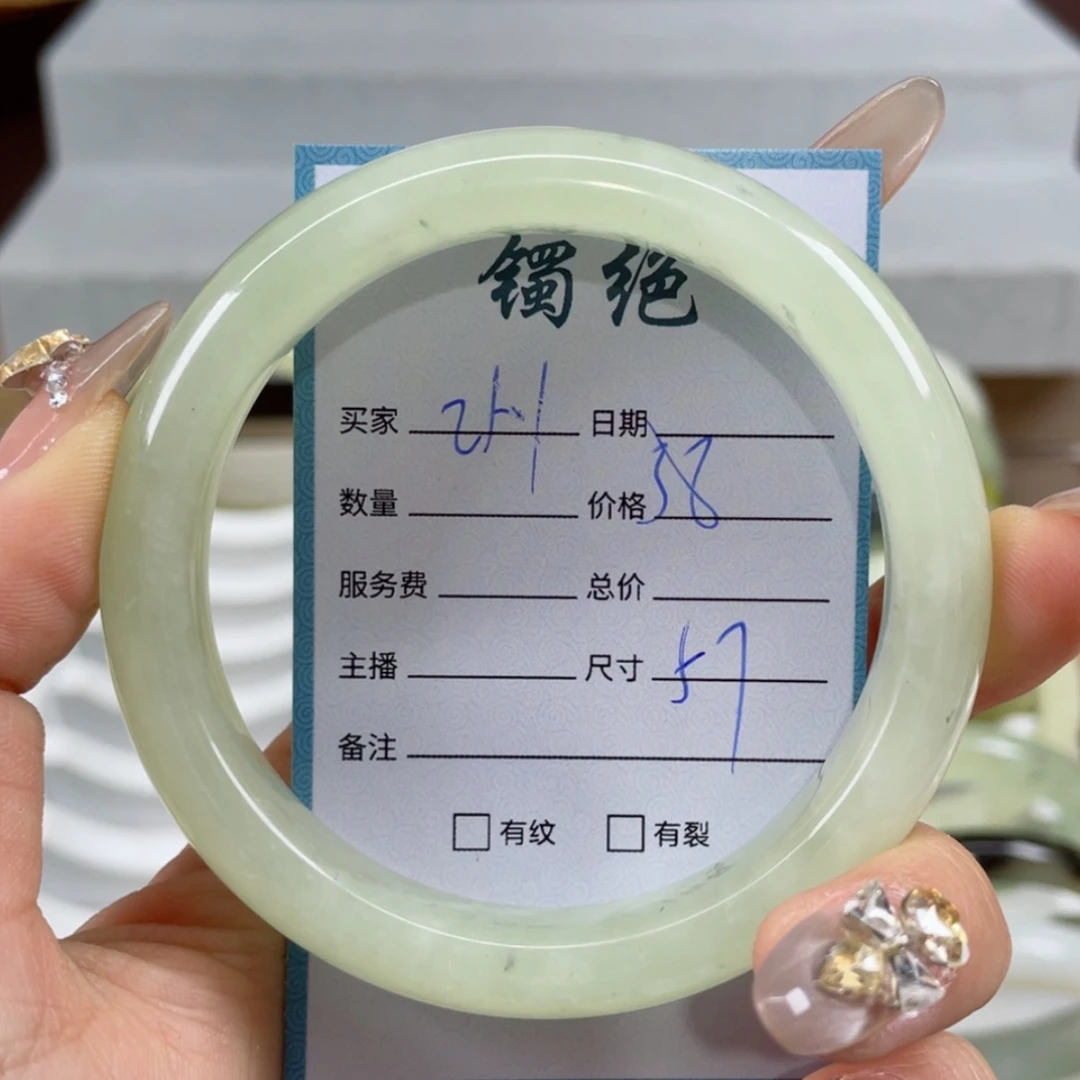 镯绝
买家 日期
数量 价格 58
服务费 总价
主播 尺寸 57
备注
□ 有纹 □ 有裂